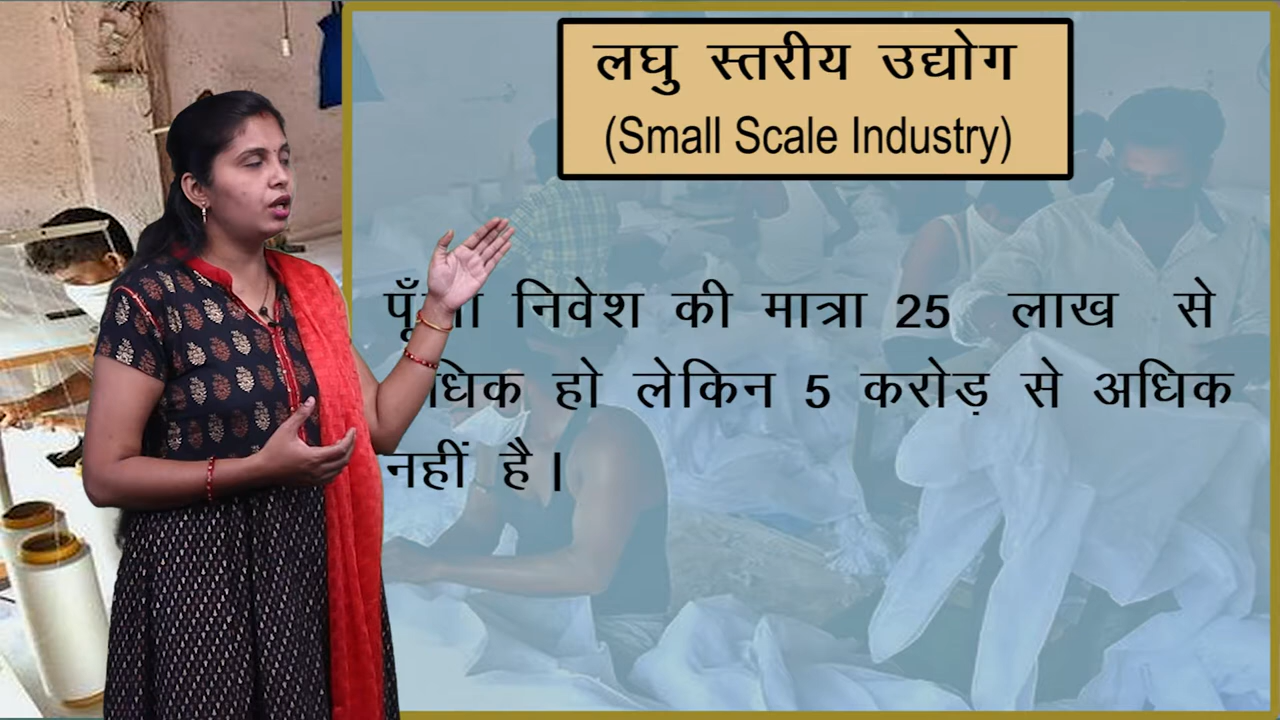 लघु स्तरीय उद्योग
(Small Scale Industry)
निवेश की मात्रा 25 लाख से
हो लेकिन 5 करोड़ से अधिक
नहीं है।